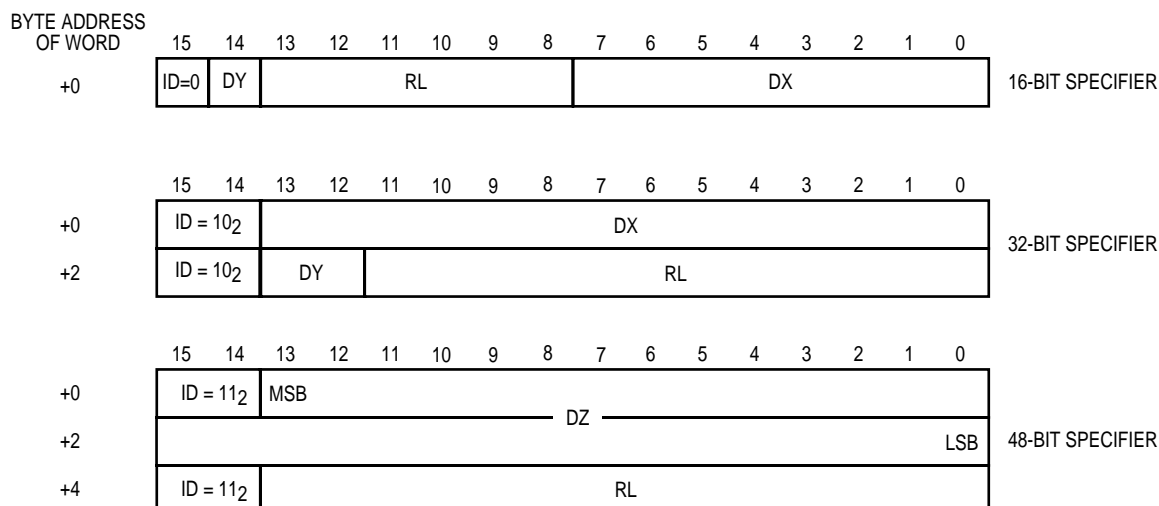 BYTE ADDRESS
OF WORD
15 14 13 12 11 10 9 8 7 6 5 4 3 2 1 0
+0 ID=0 DY RL DX 16-BIT SPECIFIER
15 14 13 12 11 10 9 8 7 6 5 4 3 2 1 0
+0 ID = 10₂ DX
32-BIT SPECIFIER
+2 ID = 10₂ DY RL
15 14 13 12 11 10 9 8 7 6 5 4 3 2 1 0
+0 ID = 11₂ MSB
DZ
+2 LSB 48-BIT SPECIFIER
+4 ID = 11₂ RL